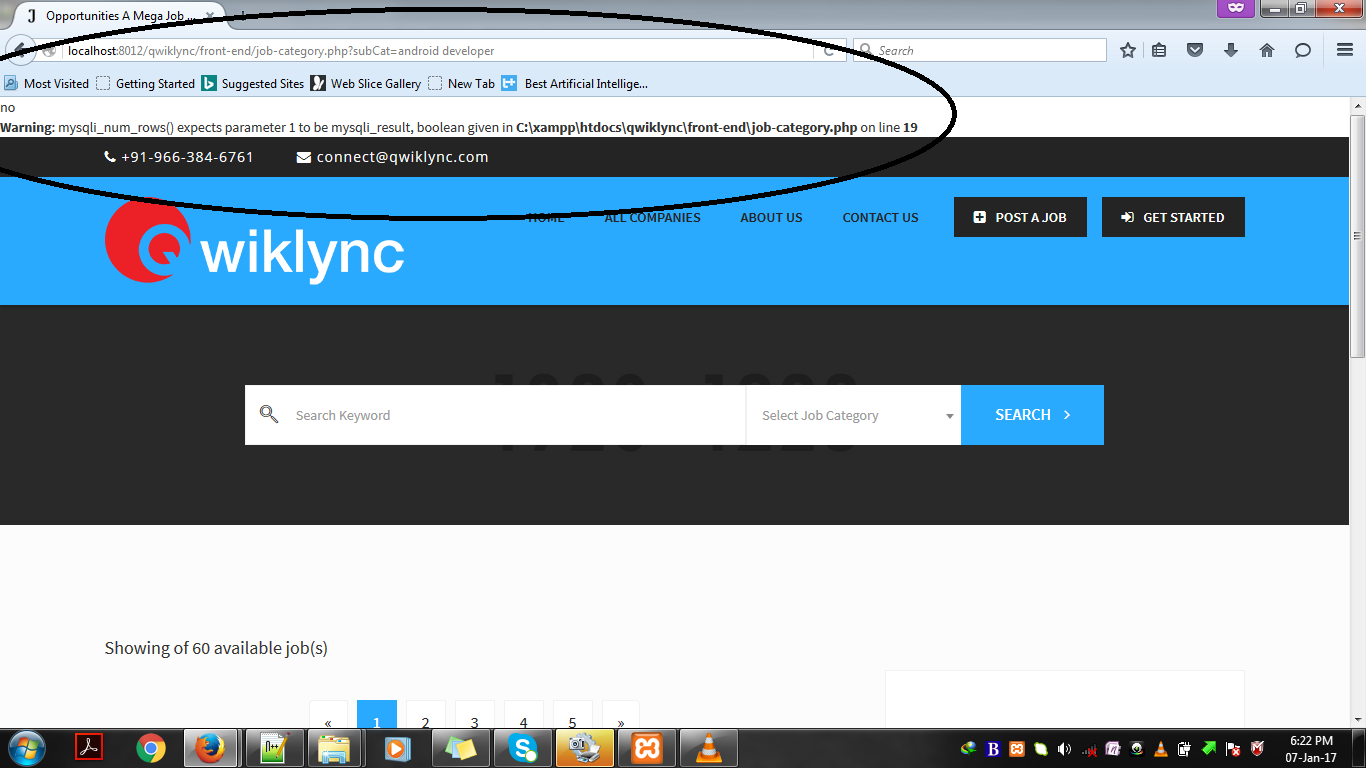 Opportunities A Mega Job ...
localhost:8012/qwiklync/front-end/job-category.php?subCat=android developer
Search
Most Visited Getting Started Suggested Sites Web Slice Gallery New Tab Best Artificial Intellige...
no
Warning: mysqli_num_rows() expects parameter 1 to be mysqli_result, boolean given in C:\xampp\htdocs\qwiklync\front-end\job-category.php on line 19
+91-966-384-6761 connect@qwiklync.com
HOME ALL COMPANIES ABOUT US CONTACT US POST A JOB GET STARTED
Qwiklync
Search Keyword Select Job Category SEARCH
Showing of 60 available job(s)
« 1 2 3 4 5 »
6:22 PM
07-Jan-17